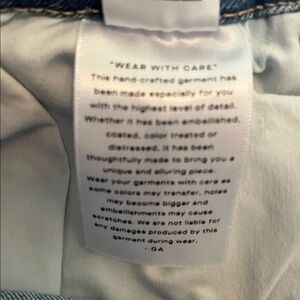 "WEAR WITH CARE"
This hand-crafted garment has
been made especially for you
with the highest level of detail.
Whether it has been embellished,
coated, color treated or
distressed, it has been
thoughtfully made to bring you a
unique and alluring piece.
Wear your garments with care as
some colors may transfer, holes
may become bigger and
embellishments may cause
scratches. We are not liable for
any damages produced by this
garment during wear.
- GA